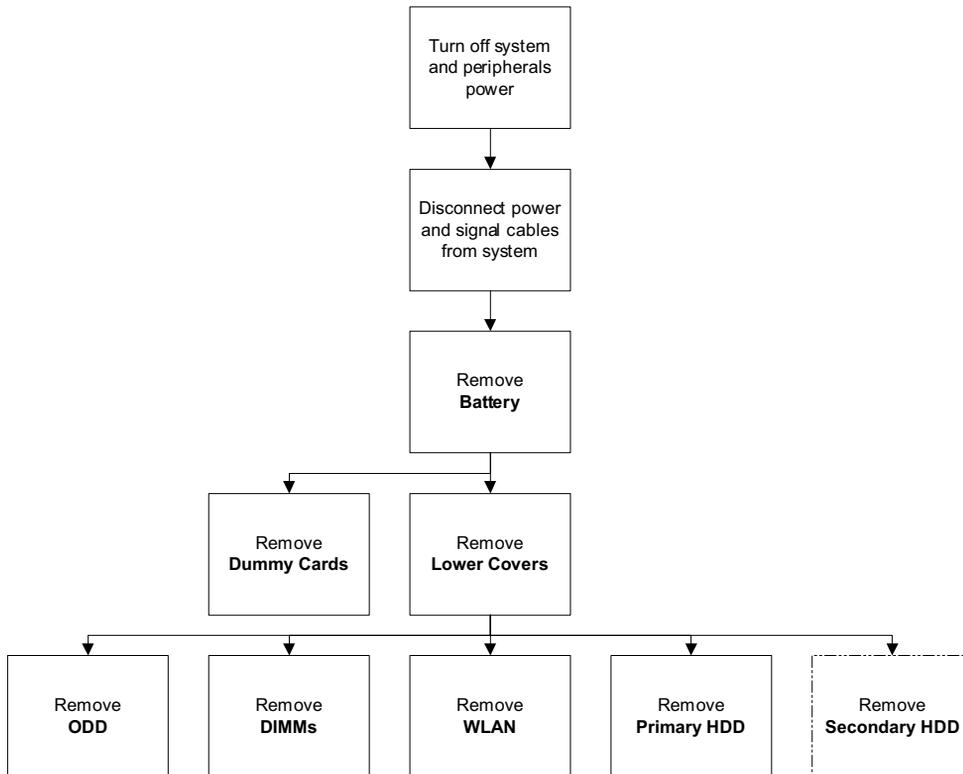 Turn off system
and peripherals
power
Disconnect power
and signal cables
from system
Remove
Battery
Remove
Dummy Cards
Remove
Lower Covers
Remove
ODD
Remove
DIMMs
Remove
WLAN
Remove
Primary HDD
Remove
Secondary HDD